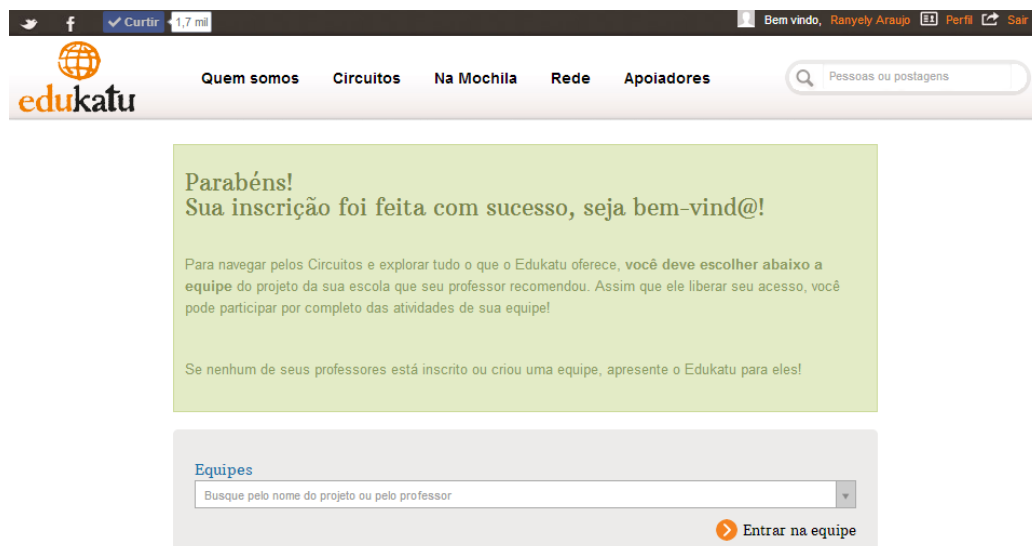 Curtir 1,7 mil Bem vindo, Ranyely Araujo Perfil Sair
edukatu
Quem somos Circuitos Na Mochila Rede Apoiadores Pessoas ou postagens
Parabéns!
Sua inscrição foi feita com sucesso, seja bem-vind@!
Para navegar pelos Circuitos e explorar tudo o que o Edukatu oferece, você deve escolher abaixo a
equipe do projeto da sua escola que seu professor recomendou. Assim que ele liberar seu acesso, você
pode participar por completo das atividades de sua equipe!
Se nenhum de seus professores está inscrito ou criou uma equipe, apresente o Edukatu para eles!
Equipes
Busque pelo nome do projeto ou pelo professor
Entrar na equipe